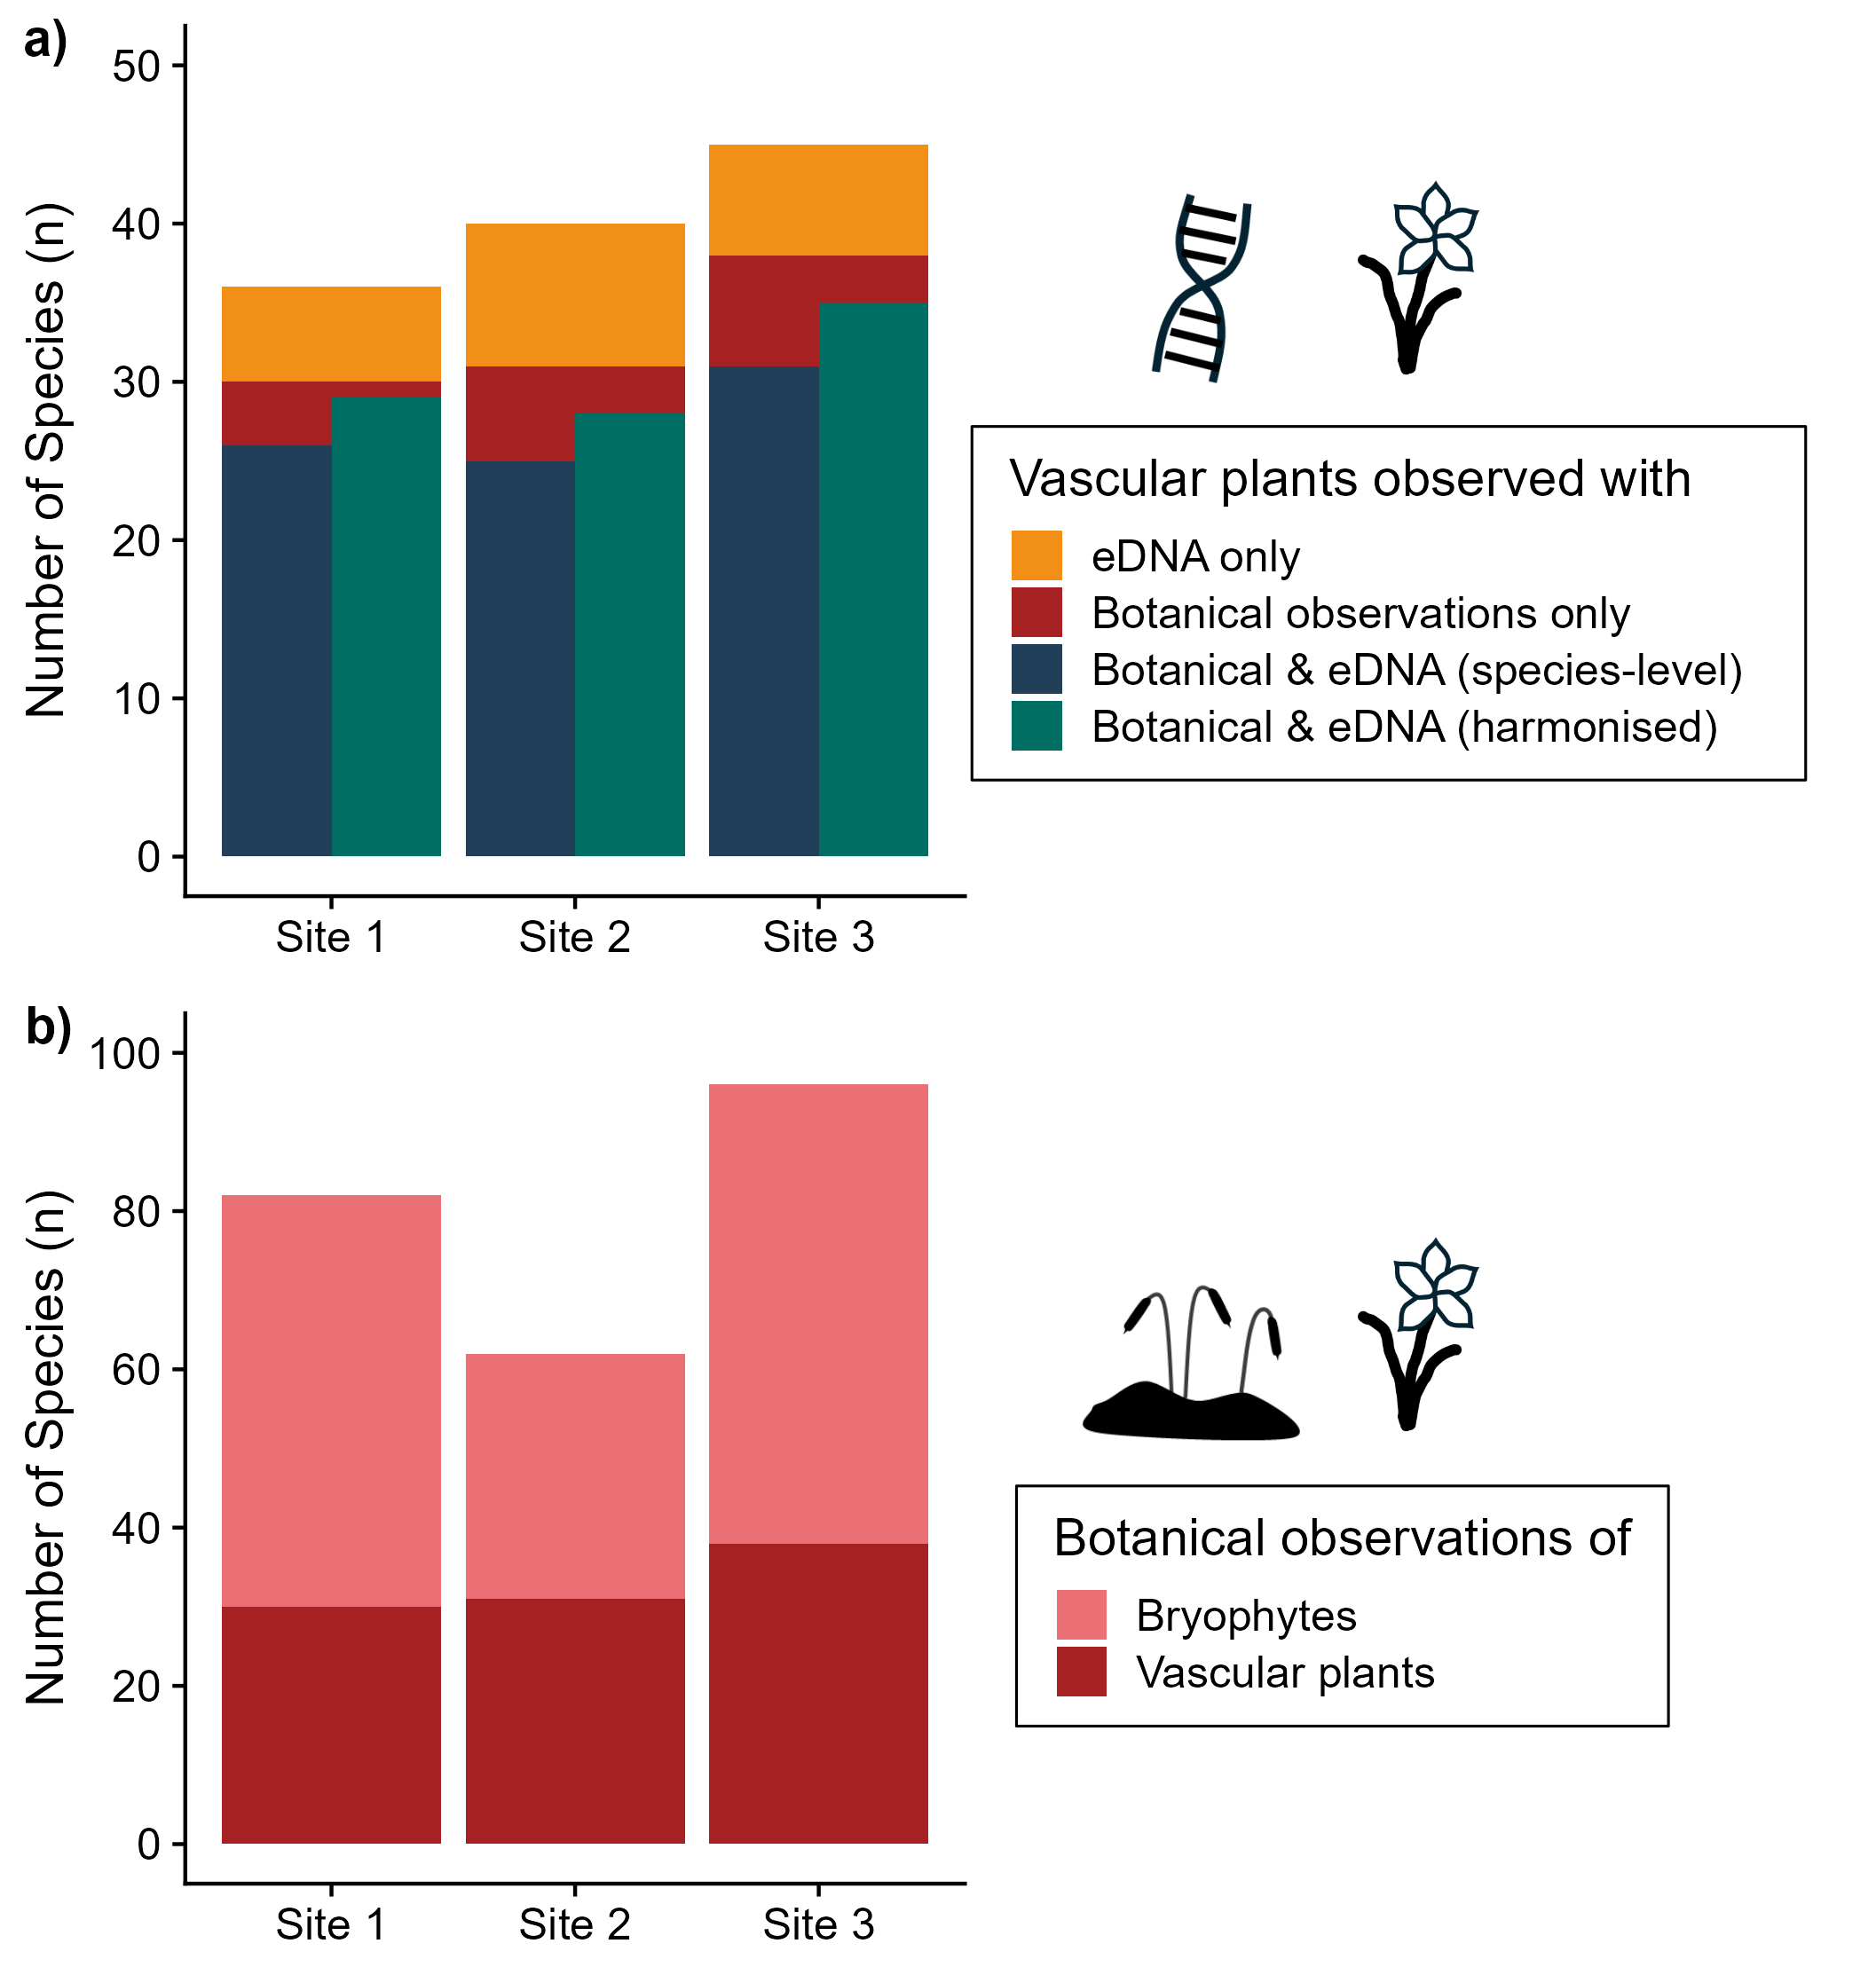 a)
50
40
30
20
10
0
Number of Species (n)
Site 1 Site 2 Site 3
Vascular plants observed with
eDNA only
Botanical observations only
Botanical & eDNA (species-level)
Botanical & eDNA (harmonised)
b)
100
80
60
40
20
0
Number of Species (n)
Site 1 Site 2 Site 3
Botanical observations of
Bryophytes
Vascular plants